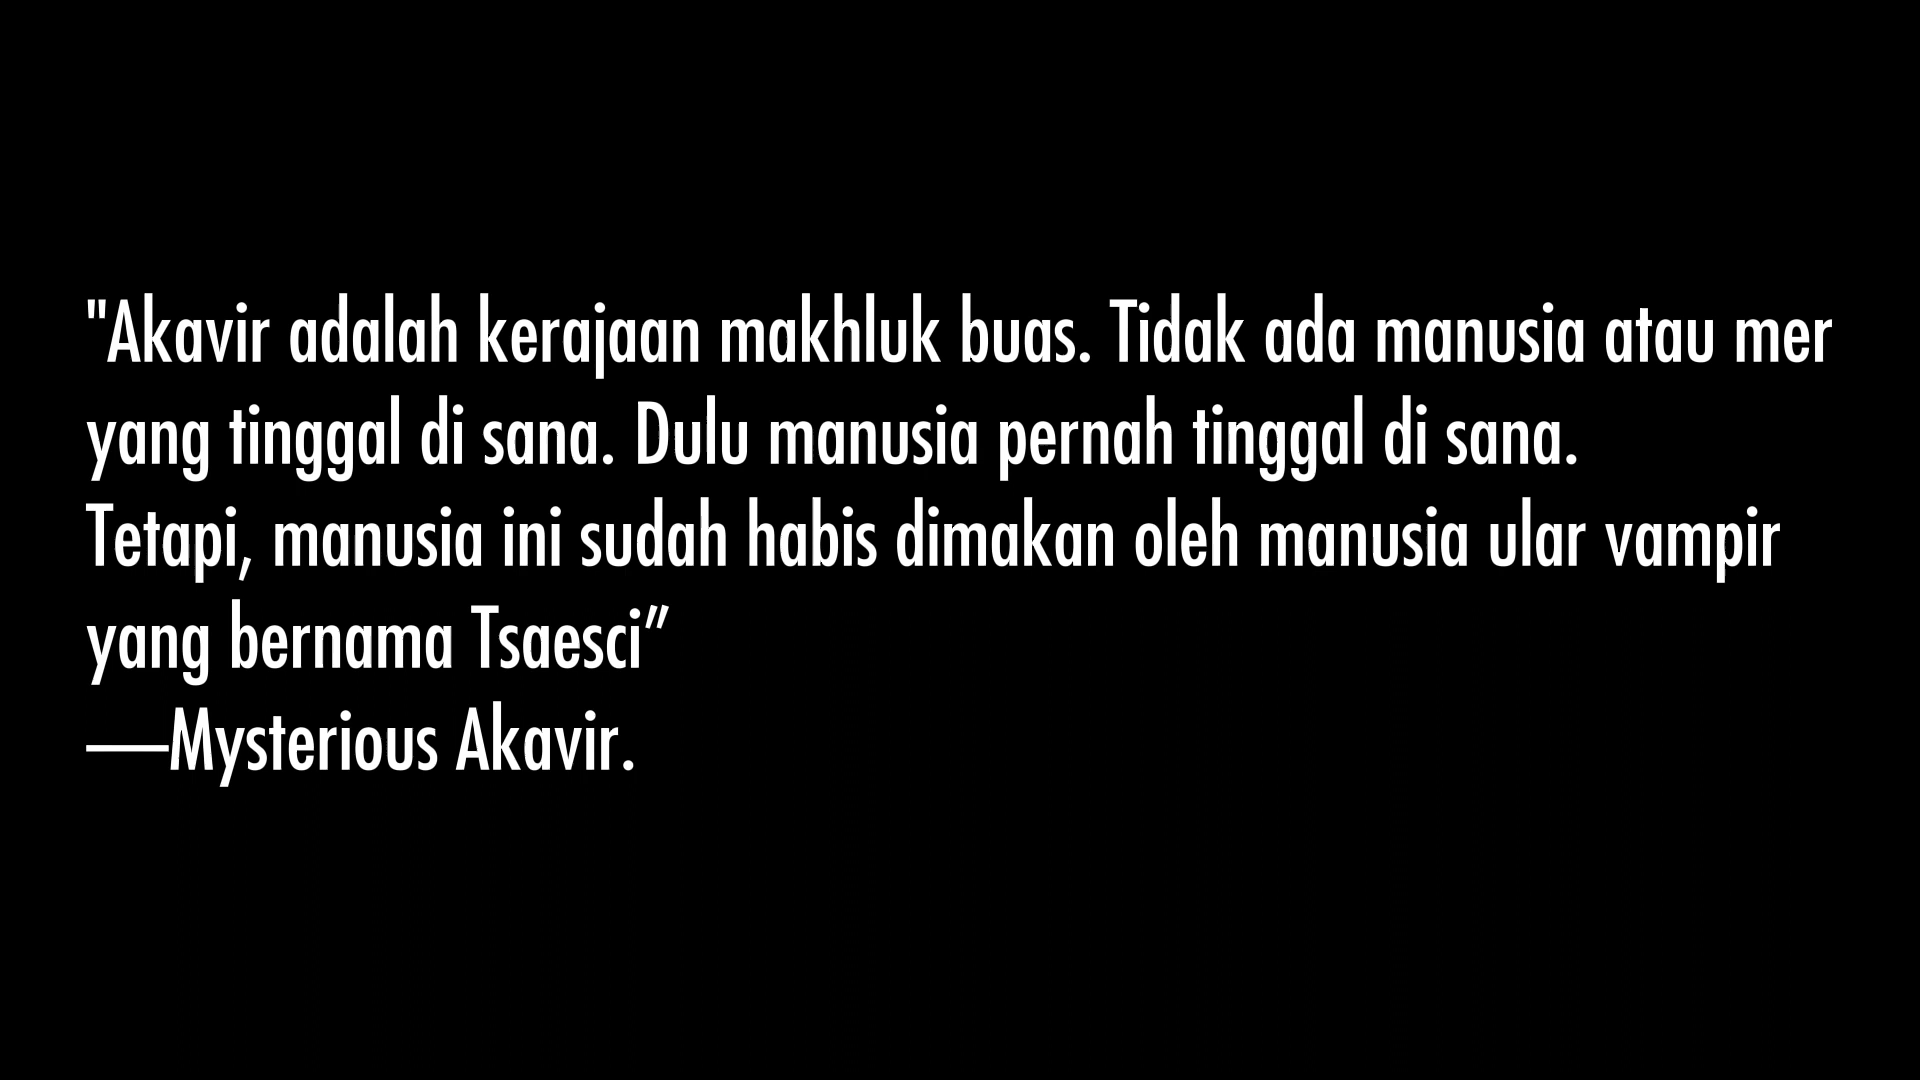 "Akavir adalah kerajaan makhluk buas. Tidak ada manusia atau mer
yang tinggal di sana. Dulu manusia pernah tinggal di sana.
Tetapi, manusia ini sudah habis dimakan oleh manusia ular vampir
yang bernama Tsaesci”
—Mysterious Akavir.